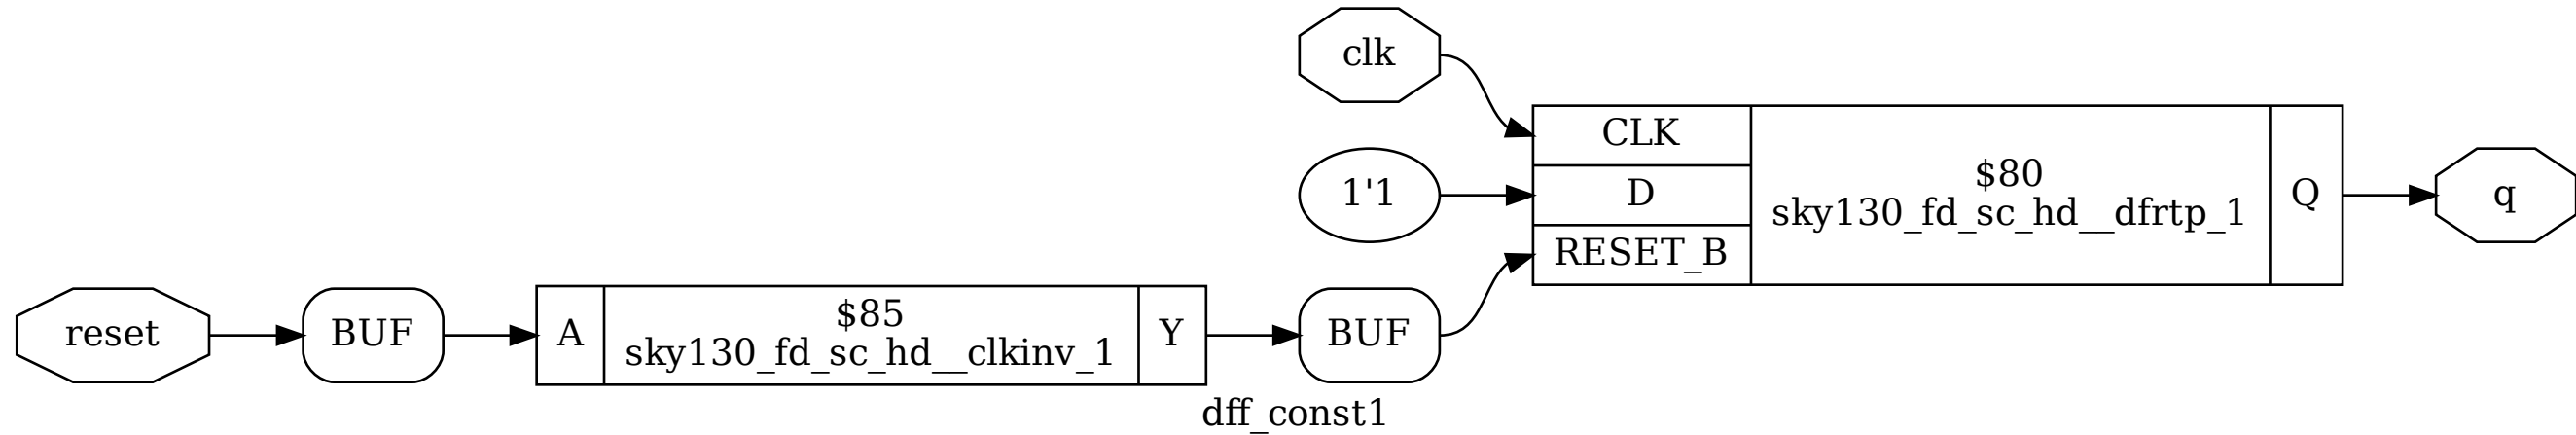 clk
CLK
1'1
D
$80
sky130_fd_sc_hd__dfrtp_1
Q
q
RESET_B
reset
BUF
A
$85
sky130_fd_sc_hd__clkinv_1
Y
BUF
dff_const1